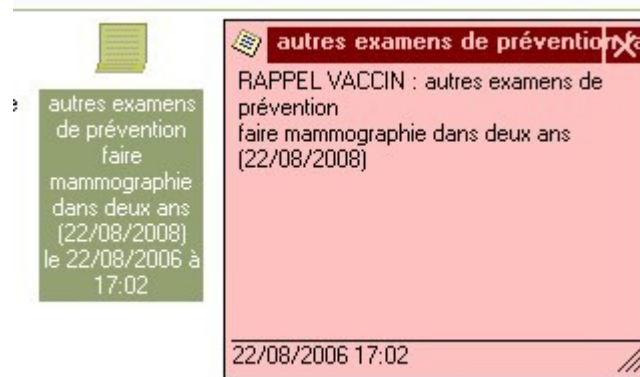 autres examens
de prévention
faire
mammographie
dans deux ans
(22/08/2008)
le 22/08/2006 à
17:02
autres examens de prévention
RAPPEL VACCIN : autres examens de
prévention
faire mammographie dans deux ans
(22/08/2008)
22/08/2006 17:02